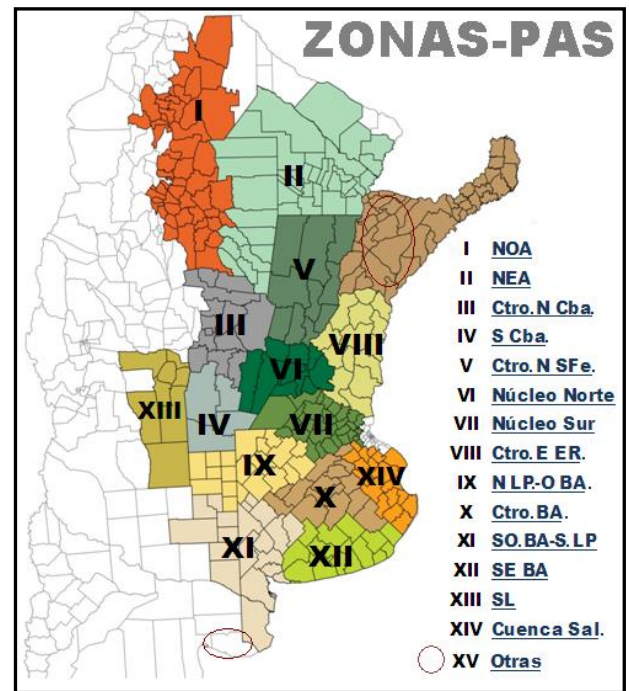 ZONAS-PAS
I
II
V
III
VIII
VI
XIII
IV
VII
IX
XIV
X
XI
XII
I NOA
II NEA
III Ctro.N Cba.
IV S Cba.
V Ctro.N SFe.
VI Núcleo Norte
VII Núcleo Sur
VIII Ctro.E ER.
IX N LP.-O BA.
X Ctro.BA.
XI SO.BA-S.LP
XII SE BA
XIII SL
XIV Cuenca Sal.
XV Otras